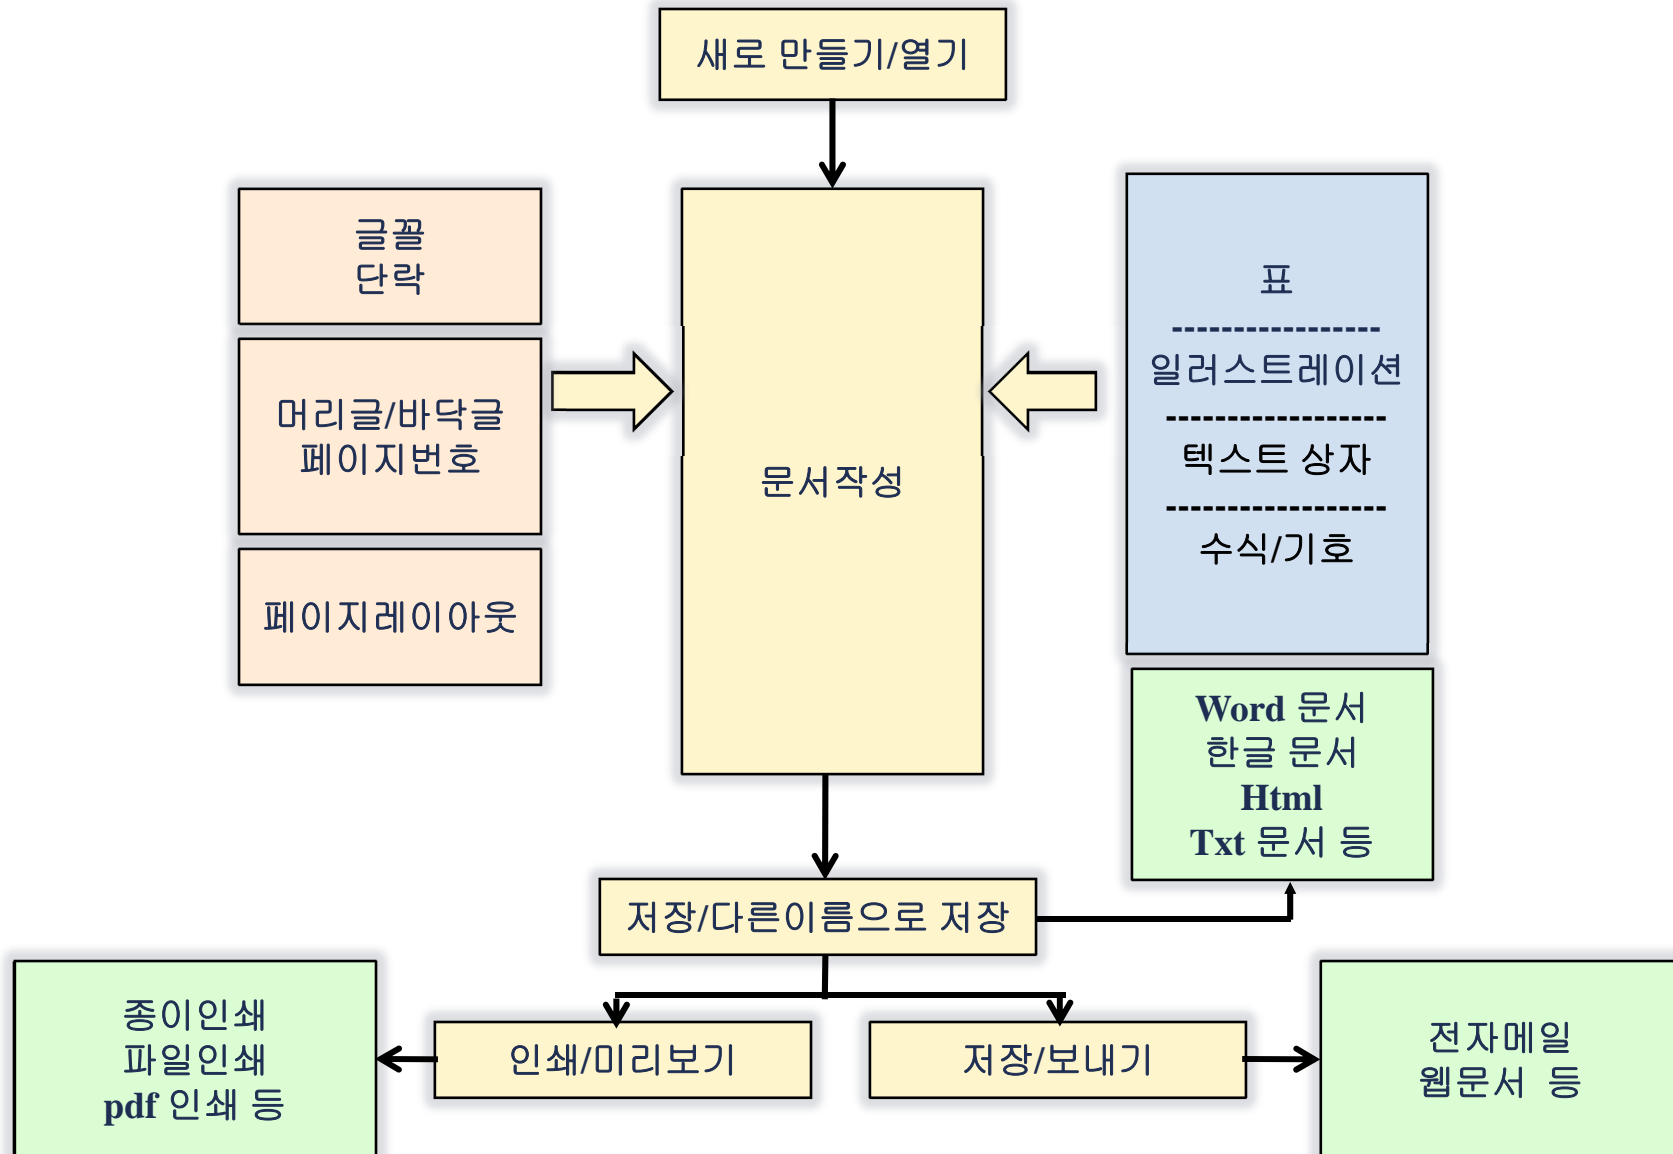 새로 만들기/열기
글꼴
단락
머리글/바닥글
페이지번호
페이지레이아웃
문서작성
표
-----------------
일러스트레이션
------------------
텍스트 상자
------------------
수식/기호
Word 문서
한글 문서
Html
Txt 문서 등
저장/다른이름으로 저장
종이인쇄
파일인쇄
pdf 인쇄 등
인쇄/미리보기
저장/보내기
전자메일
웹문서 등